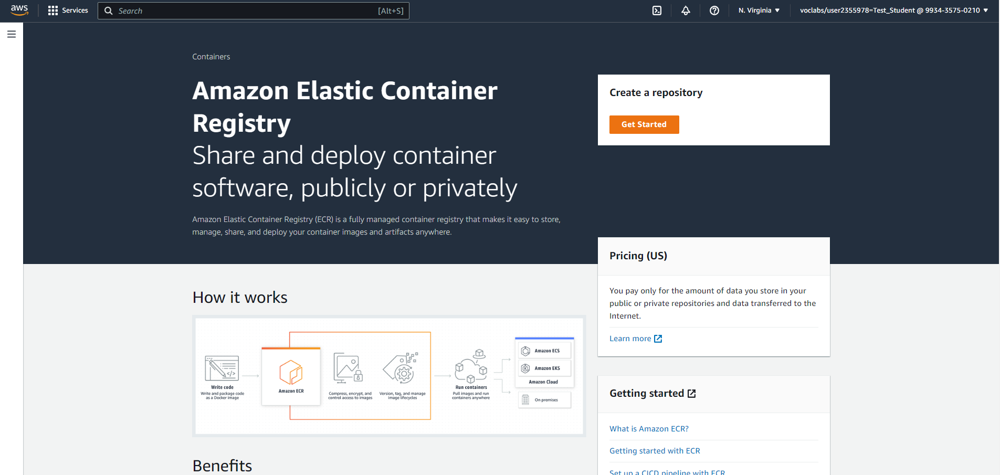 aws
Services
Search
[Alt+S]
N. Virginia
voclabs/user2355978=Test_Student @ 9934-3575-0210
Containers
Amazon Elastic Container
Registry
Share and deploy container
software, publicly or privately
Amazon Elastic Container Registry (ECR) is a fully managed container registry that makes it easy to store,
manage, share, and deploy your container images and artifacts anywhere.
Create a repository
Get Started
Pricing (US)
You pay only for the amount of data you store in your
public or private repositories and data transferred to the
Internet.
Learn more
How it works
Write code
Write and package code
as a Docker image
Amazon ECR
Compress, encrypt, and
control access to images
Version, tag, and manage
image lifecycles
Run containers
Pull images and run
containers anywhere
Amazon ECS
Amazon EKS
Amazon Cloud
On premises
Getting started
What is Amazon ECR?
Getting started with ECR
Set up a CICD pipeline with ECR
Benefits